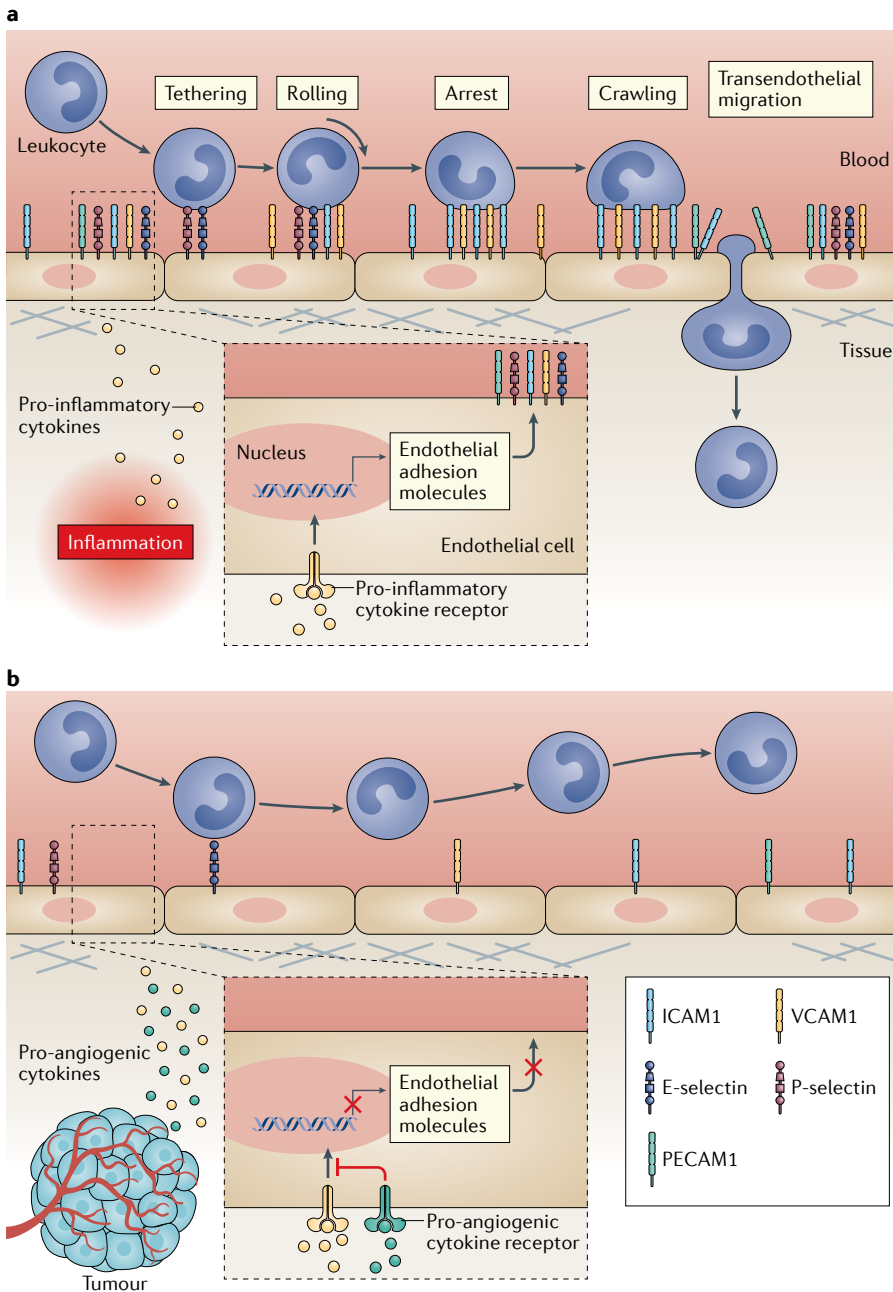 a
Tethering
Rolling
Arrest
Crawling
Transendothelial
migration
Leukocyte
Blood
Tissue
Pro-inflammatory
cytokines
Nucleus
Endothelial
adhesion
molecules
Inflammation
Endothelial cell
Pro-inflammatory
cytokine receptor
b
Pro-angiogenic
cytokines
Endothelial
adhesion
molecules
Pro-angiogenic
cytokine receptor
Tumour
ICAM1
VCAM1
E-selectin
P-selectin
PECAM1